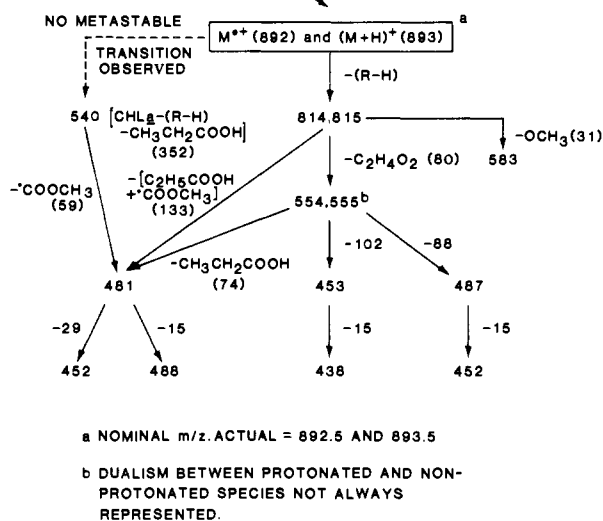 NO METASTABLE
TRANSITION
OBSERVED
M•+ (892) and (M+H)+ (893) a
-(R-H)
540 [CHLa-(R-H)
-CH3CH2COOH]
(352)
814,815
-OCH3(31)
583
-C2H4O2 (80)
-•COOCH3
(59)
-[C2H5COOH
+•COOCH3]
(133)
554,555b
-CH3CH2COOH
(74)
-102
-88
481
453
487
-29
-15
-15
-15
452
488
438
452
a NOMINAL m/z. ACTUAL = 892.5 AND 893.5
b DUALISM BETWEEN PROTONATED AND NON-
PROTONATED SPECIES NOT ALWAYS
REPRESENTED.